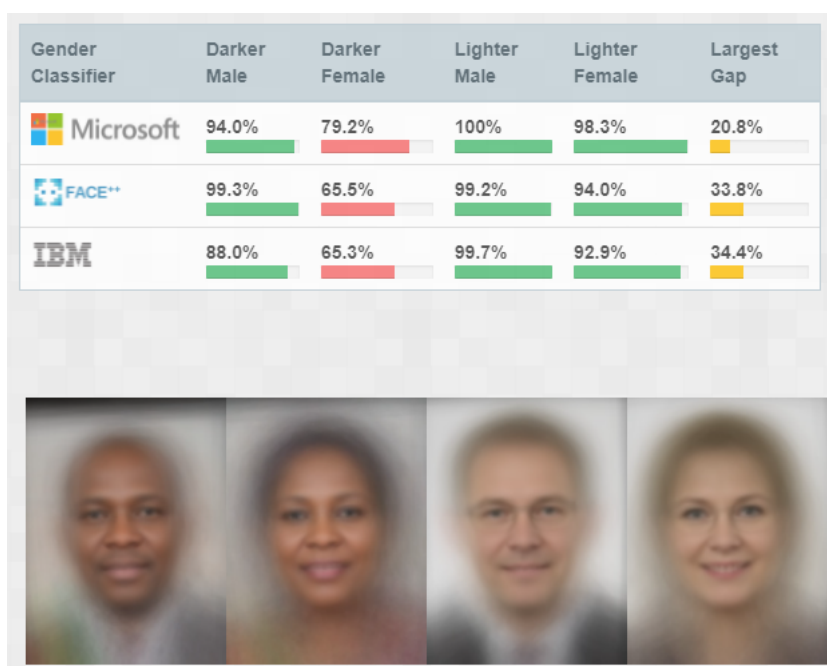 Gender Classifier Darker Male Darker Female Lighter Male Lighter Female Largest Gap
Microsoft 94.0% 79.2% 100% 98.3% 20.8%
FACE++ 99.3% 65.5% 99.2% 94.0% 33.8%
IBM 88.0% 65.3% 99.7% 92.9% 34.4%